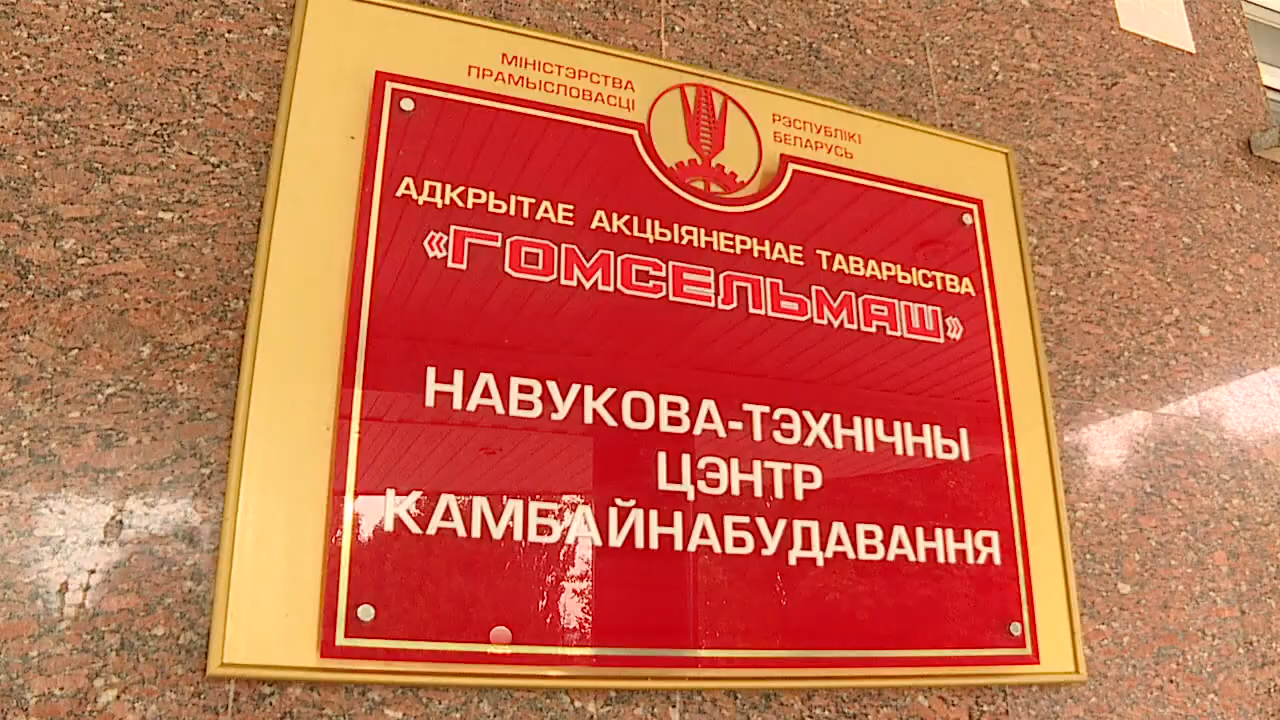 МІНІСТЭРСТВА
ПРАМЫСЛОВАСЦІ
РЭСПУБЛІКІ
БЕЛАРУСЬ
АДКРЫТАЕ АКЦЫЯНЕРНАЕ ТАВАРЫСТВА
«ГОМСЕЛЬМАШ»
НАВУКОВА-ТЭХНІЧНЫ
ЦЭНТР
КАМБАЙНАБУДАВАННЯ